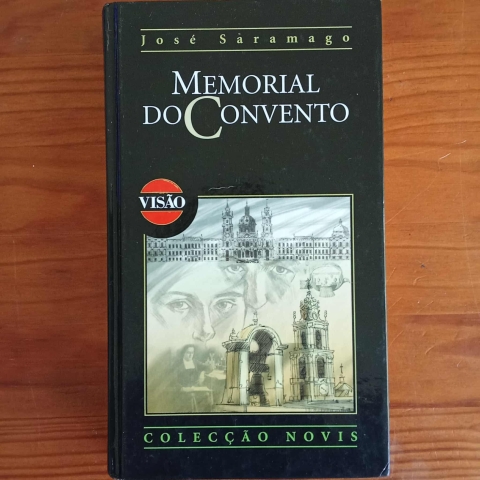 José Saramago
MEMORIAL
DO CONVENTO
VISÃO
COLECÇÃO NOVIS